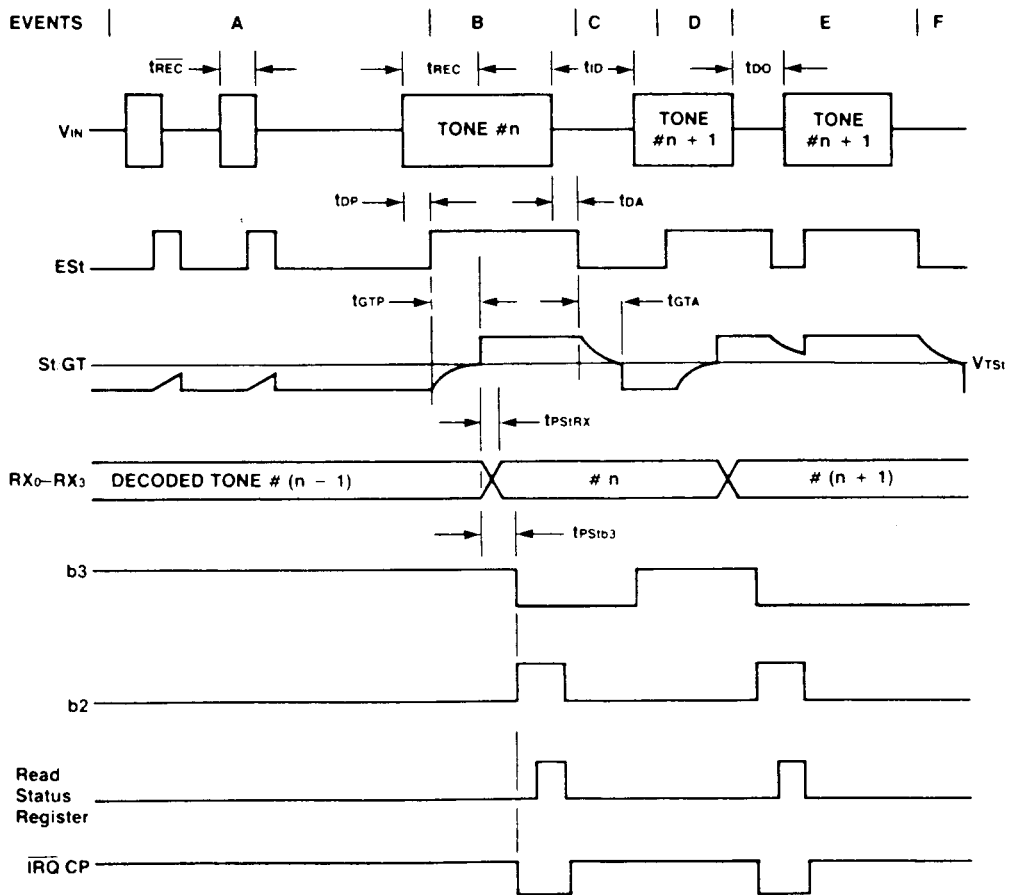 EVENTS A B C D E F
tREC tREC tID tDO
VIN TONE #n TONE #n + 1 TONE #n + 1
tDP tDA
ESt
tGTP tGTA
St/GT VTSt
tPStRX
RX0–RX3 DECODED TONE # (n − 1) # n # (n + 1)
tPStb3
b3
b2
Read
Status
Register
IRQ CP